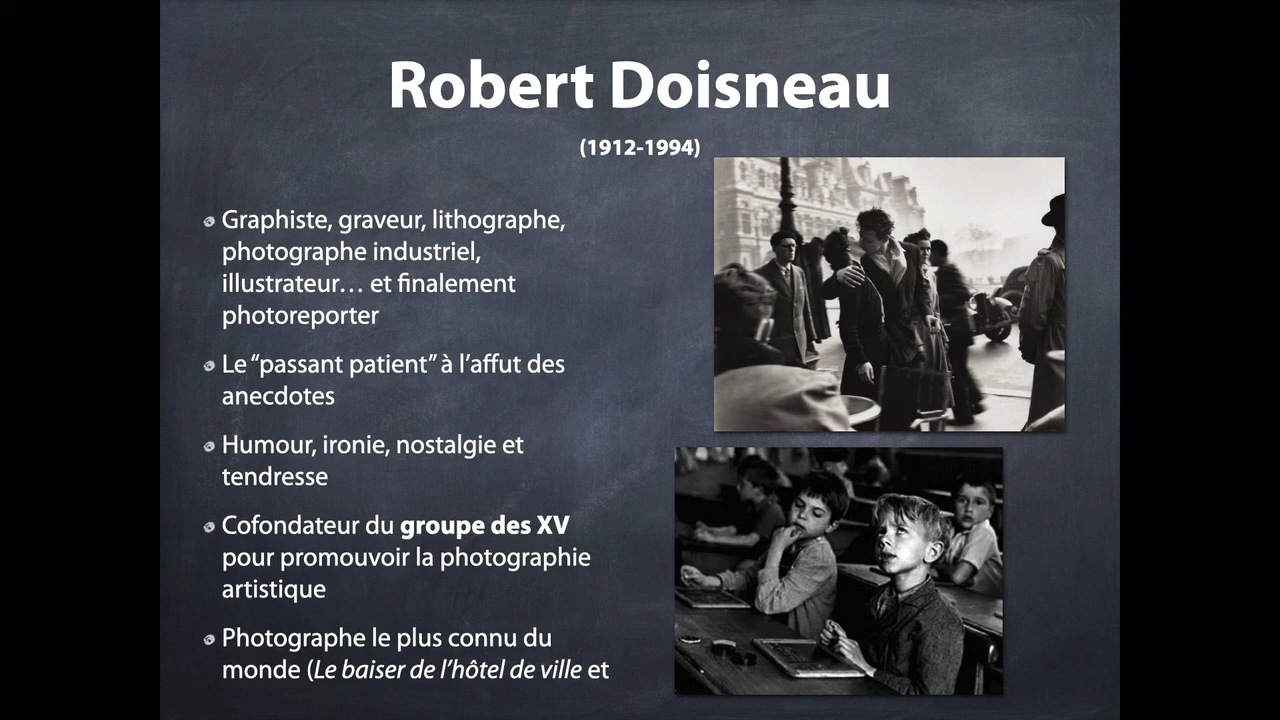 Robert Doisneau
(1912-1994)
Graphiste, graveur, lithographe,
photographe industriel,
illustrateur… et finalement
photoreporter
Le “passant patient” à l’affut des
anecdotes
Humour, ironie, nostalgie et
tendresse
Cofondateur du groupe des XV
pour promouvoir la photographie
artistique
Photographe le plus connu du
monde (Le baiser de l’hôtel de ville et